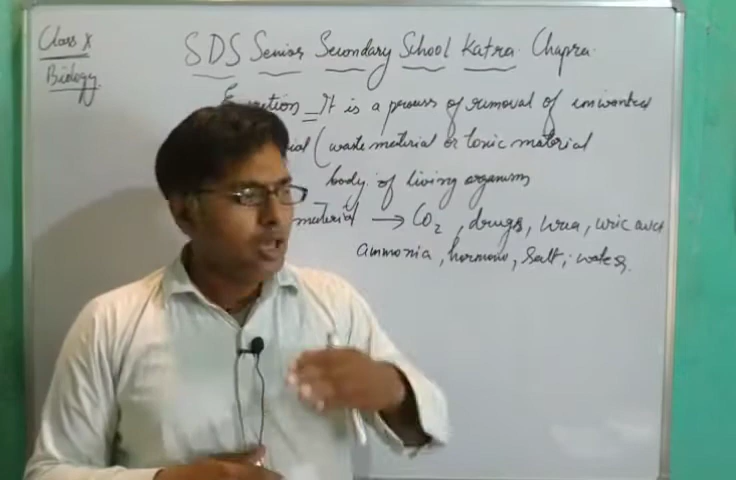 Class X
Biology
SDS Senior Secondary School Katra Chapra
It is a process of removal of unwanted
(waste material or toxic material
body of living organism
material → CO₂, drugs, urea, uric acid
ammonia, hormone, salt, water.